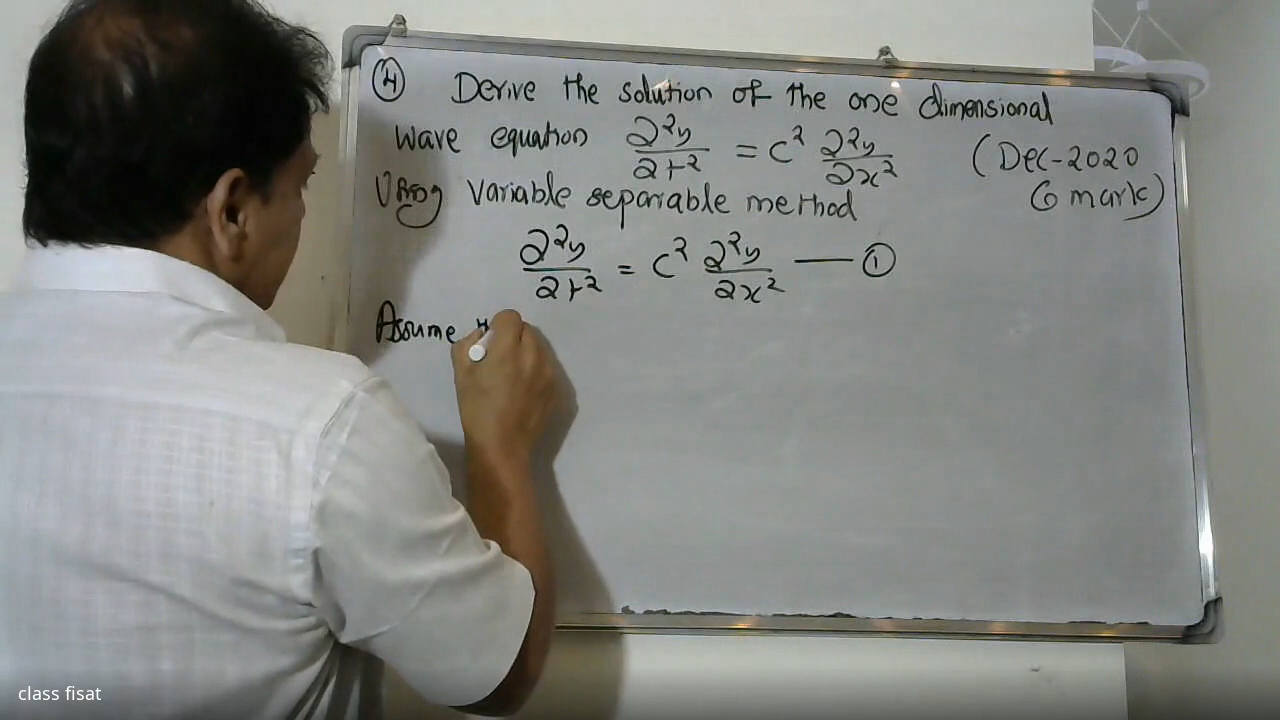 ④ Derive the solution of the one dimensional
wave equation ∂²y/∂t² = c² ∂²y/∂x² (Dec-2020
Using Variable separable method 6 mark)
∂²y/∂t² = c² ∂²y/∂x² — ①
Assume
class fisat